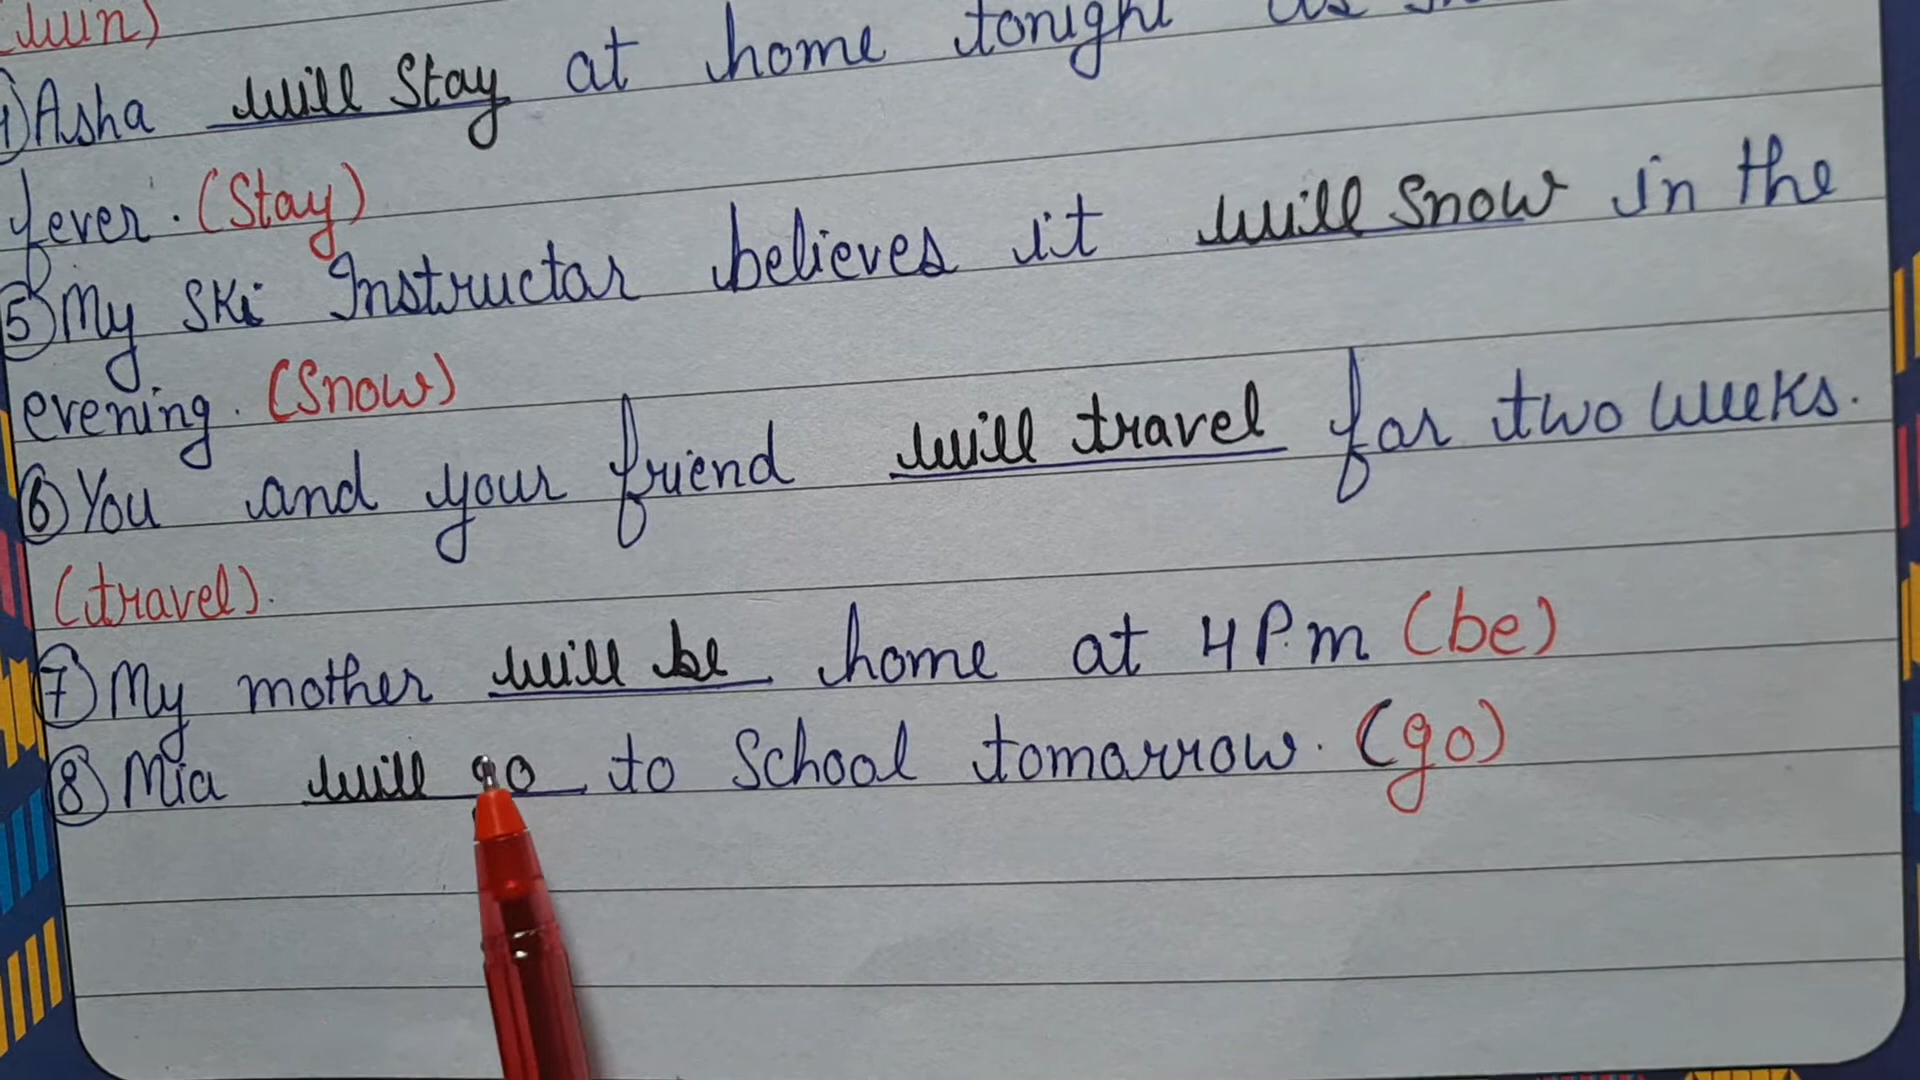 4) Asha will Stay at home tonight as
fever. (Stay)
5) My Ski Instructor believes it will Snow in the
evening. (Snow)
6) You and your friend will travel for two weeks.
(travel).
7) My mother will be home at 4 P.m (be)
8) Mia will go to School tomorrow. (go)